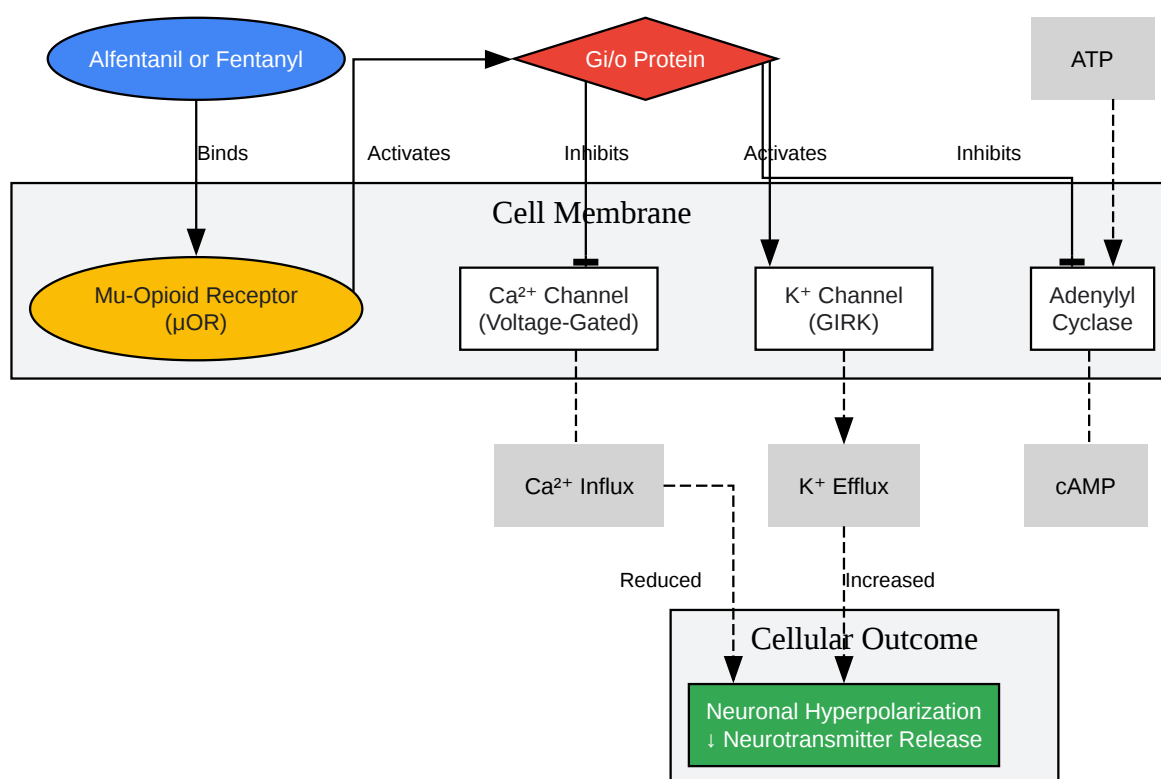 Alfentanil or Fentanyl
Gi/o Protein
ATP
Binds
Activates
Inhibits
Activates
Inhibits
Cell Membrane
Mu-Opioid Receptor
(μOR)
Ca²⁺ Channel
(Voltage-Gated)
K⁺ Channel
(GIRK)
Adenylyl
Cyclase
Ca²⁺ Influx
K⁺ Efflux
cAMP
Reduced
Increased
Cellular Outcome
Neuronal Hyperpolarization
↓ Neurotransmitter Release